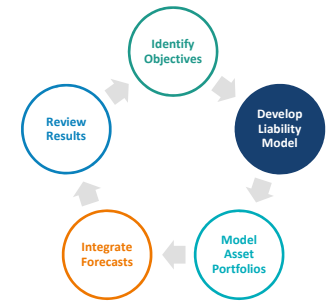 Identify
Objectives
Develop
Liability
Model
Model
Asset
Portfolios
Integrate
Forecasts
Review
Results